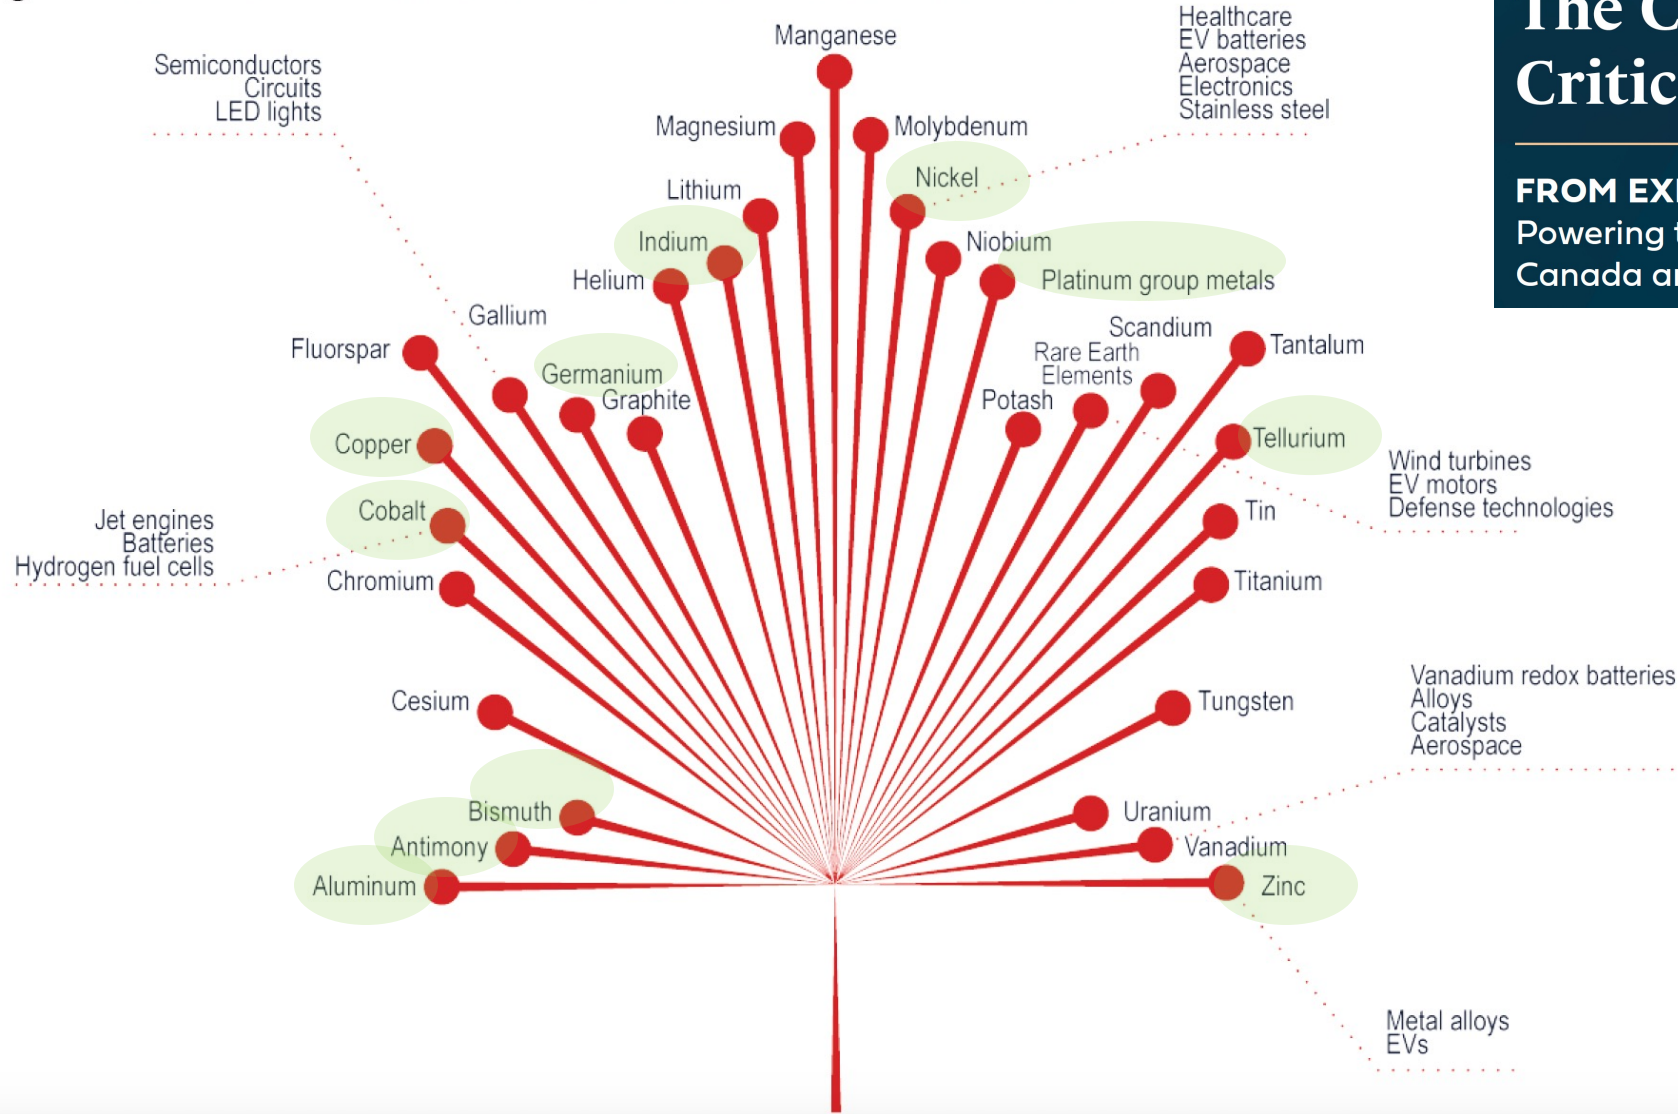 The C
Critic
FROM EX
Powering
Canada
Manganese
Healthcare
EV batteries
Aerospace
Electronics
Stainless steel
Semiconductors
Circuits
LED lights
Magnesium
Molybdenum
Nickel
Lithium
Indium
Niobium
Helium
Platinum group metals
Gallium
Scandium
Fluorspar
Tantalum
Rare Earth
Elements
Germanium
Graphite
Potash
Copper
Tellurium
Wind turbines
EV motors
Defense technologies
Cobalt
Tin
Jet engines
Batteries
Hydrogen fuel cells
Chromium
Titanium
Cesium
Tungsten
Vanadium redox batteries
Alloys
Catalysts
Aerospace
Bismuth
Uranium
Antimony
Vanadium
Aluminum
Zinc
Metal alloys
EVs